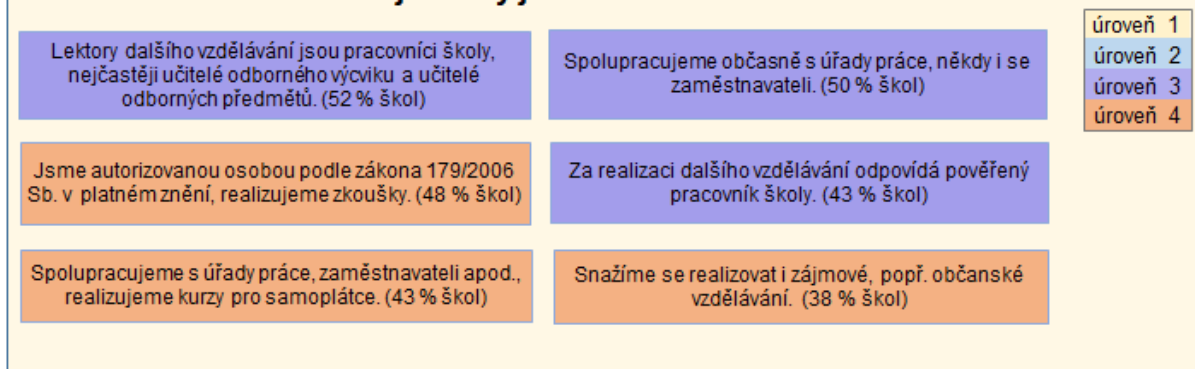 Lektory dalšího vzdělávání jsou pracovníci školy,
nejčastěji učitelé odborného výcviku a učitelé
odborných předmětů. (52 % škol)
Spolupracujeme občasně s úřady práce, někdy i se
zaměstnavateli. (50 % škol)
Jsme autorizovanou osobou podle zákona 179/2006
Sb. v platném znění, realizujeme zkoušky. (48 % škol)
Za realizaci dalšího vzdělávání odpovídá pověřený
pracovník školy. (43 % škol)
Spolupracujeme s úřady práce, zaměstnavateli apod.,
realizujeme kurzy pro samoplátce. (43 % škol)
Snažíme se realizovat i zájmové, popř. občanské
vzdělávání. (38 % škol)
úroveň 1
úroveň 2
úroveň 3
úroveň 4